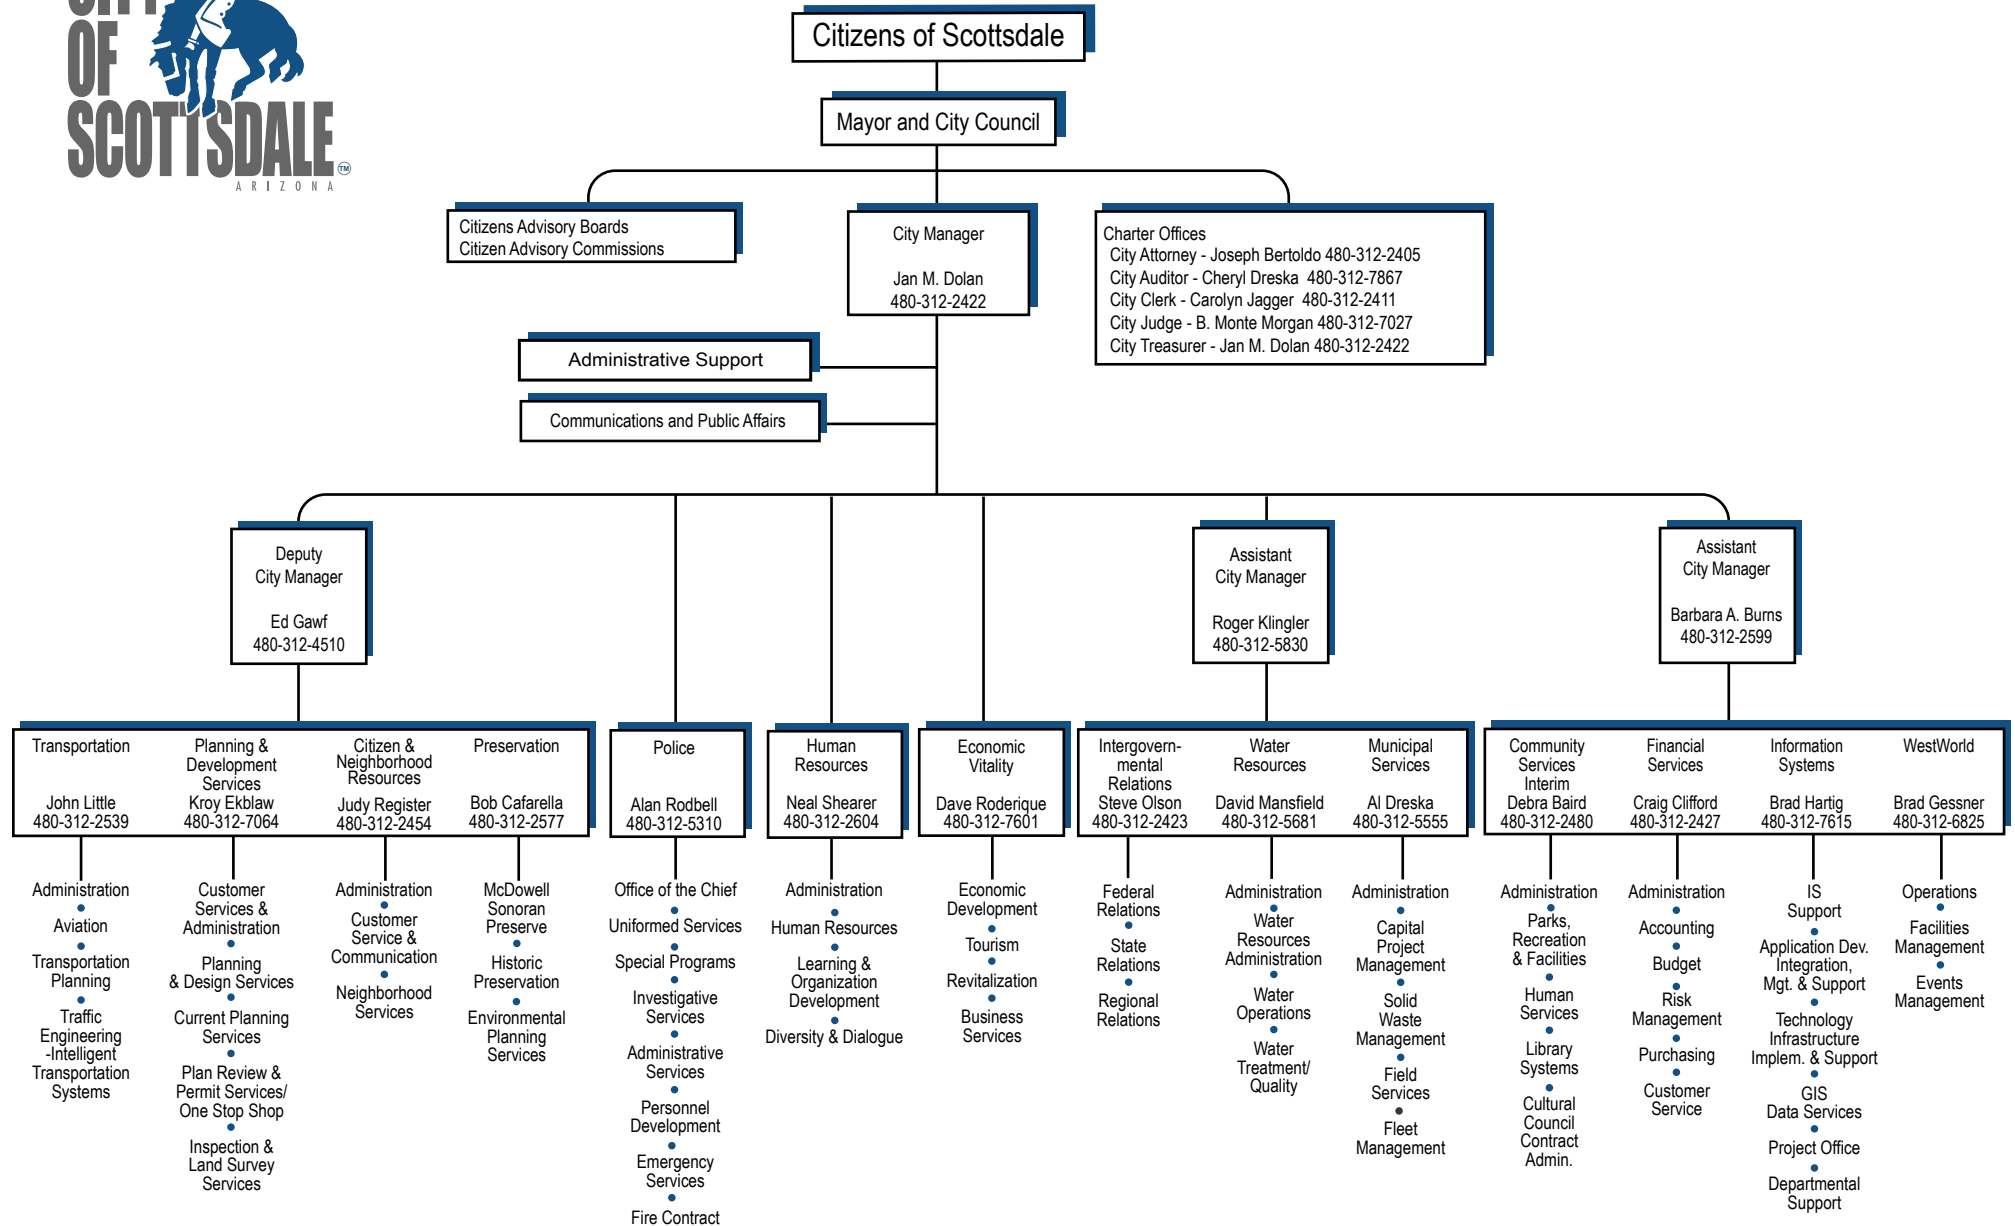 CITY
OF
SCOTTSDALE
TM
ARIZONA
Citizens of Scottsdale
Mayor and City Council
Citizens Advisory Boards
Citizen Advisory Commissions
City Manager
Jan M. Dolan
480-312-2422
Charter Offices
City Attorney - Joseph Bertoldo 480-312-2405
City Auditor - Cheryl Dreska 480-312-7867
City Clerk - Carolyn Jagger 480-312-2411
City Judge - B. Monte Morgan 480-312-7027
City Treasurer - Jan M. Dolan 480-312-2422
Administrative Support
Communications and Public Affairs
Deputy
City Manager
Ed Gawf
480-312-4510
Assistant
City Manager
Roger Klingler
480-312-5830
Assistant
City Manager
Barbara A. Burns
480-312-2599
Transportation
John Little
480-312-2539
Administration
Aviation
Transportation
Planning
Traffic
Engineering
-Intelligent
Transportation
Systems
Planning &
Development
Services
Kroy Ekblaw
480-312-7064
Customer
Services &
Administration
Planning
& Design Services
Current Planning
Services
Plan Review &
Permit Services/
One Stop Shop
Inspection &
Land Survey
Services
Citizen &
Neighborhood
Resources
Judy Register
480-312-2454
Administration
Customer
Service &
Communication
Neighborhood
Services
Preservation
Bob Cafarella
480-312-2577
McDowell
Sonoran
Preserve
Historic
Preservation
Environmental
Planning
Services
Police
Alan Rodbell
480-312-5310
Office of the Chief
Uniformed Services
Special Programs
Investigative
Services
Administrative
Services
Personnel
Development
Emergency
Services
Fire Contract
Human
Resources
Neal Shearer
480-312-2604
Administration
Human Resources
Learning &
Organization
Development
Diversity & Dialogue
Economic
Vitality
Dave Roderique
480-312-7601
Economic
Development
Tourism
Revitalization
Business
Services
Intergovern-
mental
Relations
Steve Olson
480-312-2423
Federal
Relations
State
Relations
Regional
Relations
Water
Resources
David Mansfield
480-312-5681
Administration
Water
Resources
Administration
Water
Operations
Water
Treatment/
Quality
Municipal
Services
Al Dreska
480-312-5555
Administration
Capital
Project
Management
Solid
Waste
Management
Field
Services
Fleet
Management
Community
Services
Interim
Debra Baird
480-312-2480
Administration
Parks,
Recreation
& Facilities
Human
Services
Library
Systems
Cultural
Council
Contract
Admin.
Financial
Services
Craig Clifford
480-312-2427
Administration
Accounting
Budget
Risk
Management
Purchasing
Customer
Service
Information
Systems
Brad Hartig
480-312-7615
IS
Support
Application Dev.
Integration,
Mgt. & Support
Technology
Infrastructure
Implem. & Support
GIS
Data Services
Project Office
Departmental
Support
WestWorld
Brad Gessner
480-312-6825
Operations
Facilities
Management
Events
Management